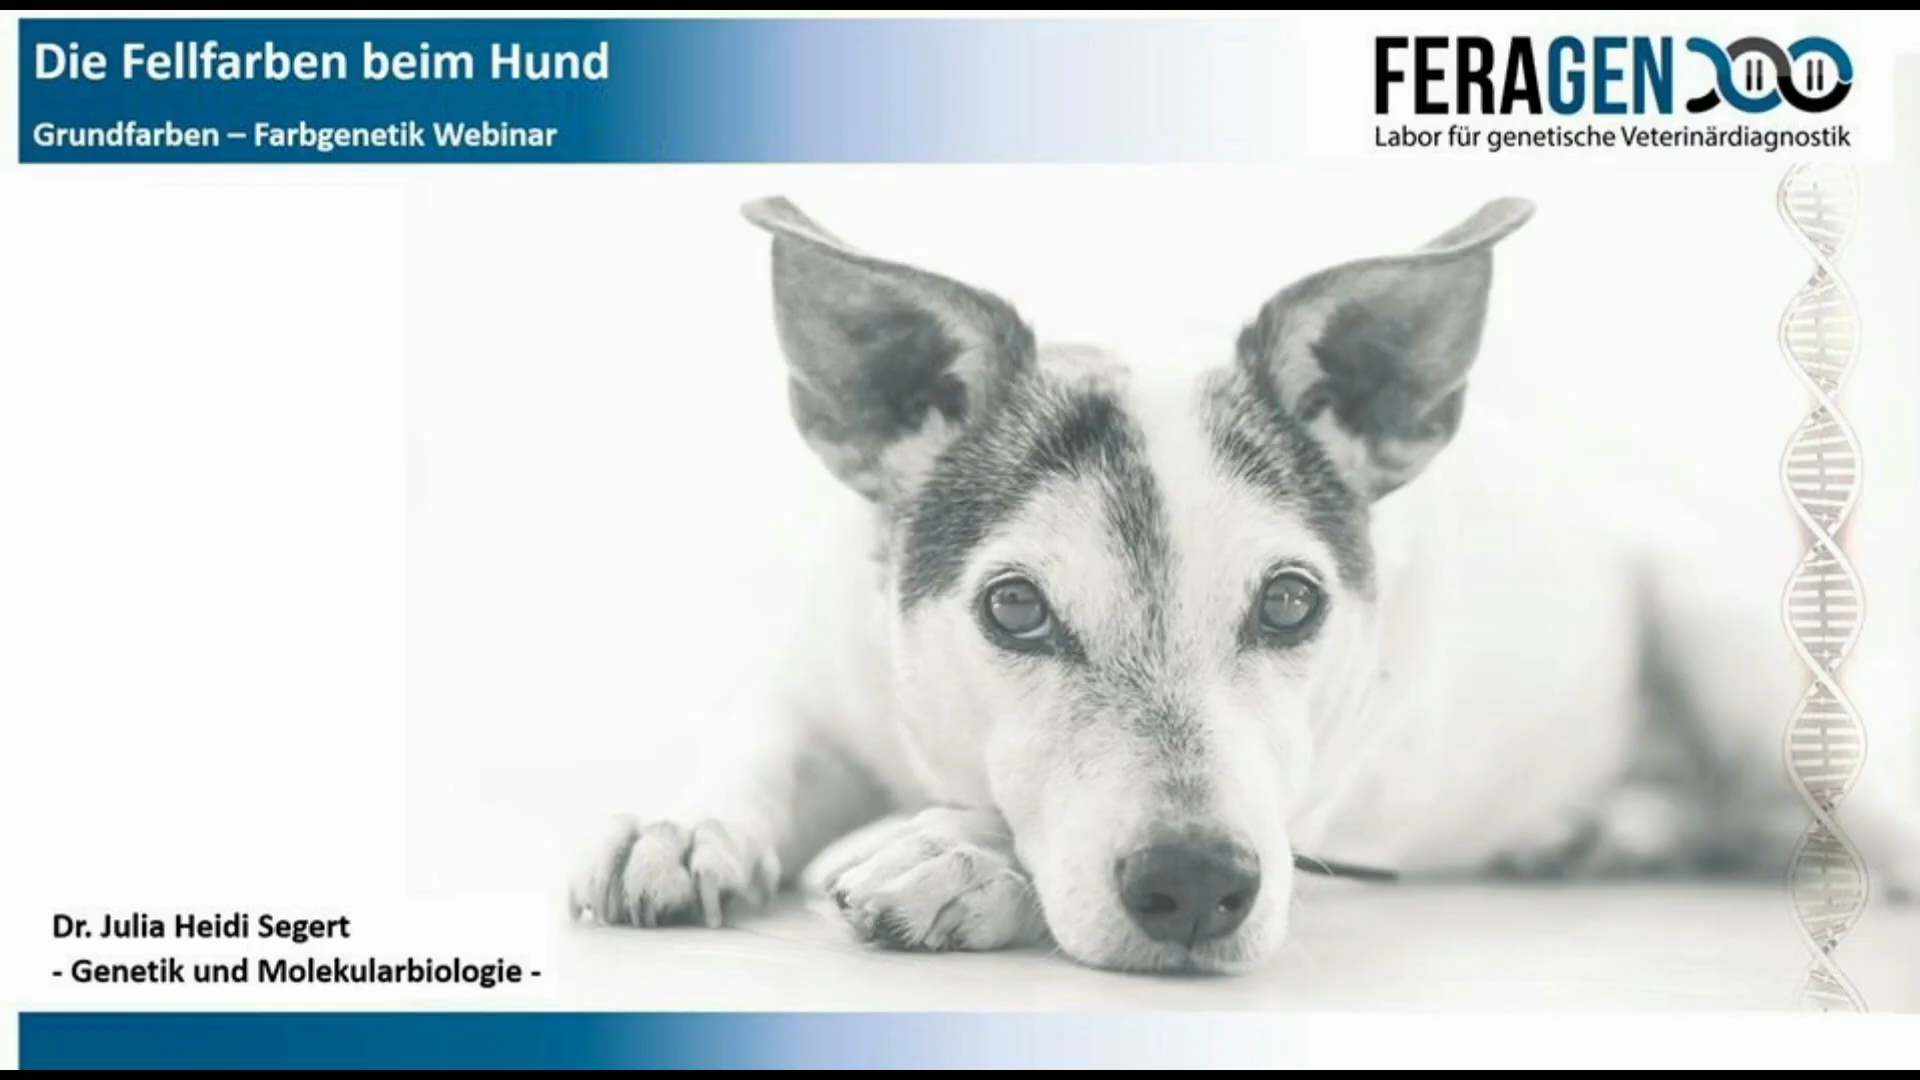 Die Fellfarben beim Hund
Grundfarben – Farbgenetik Webinar
FERAGEN
Labor für genetische Veterinärdiagnostik
Dr. Julia Heidi Segert
- Genetik und Molekularbiologie -